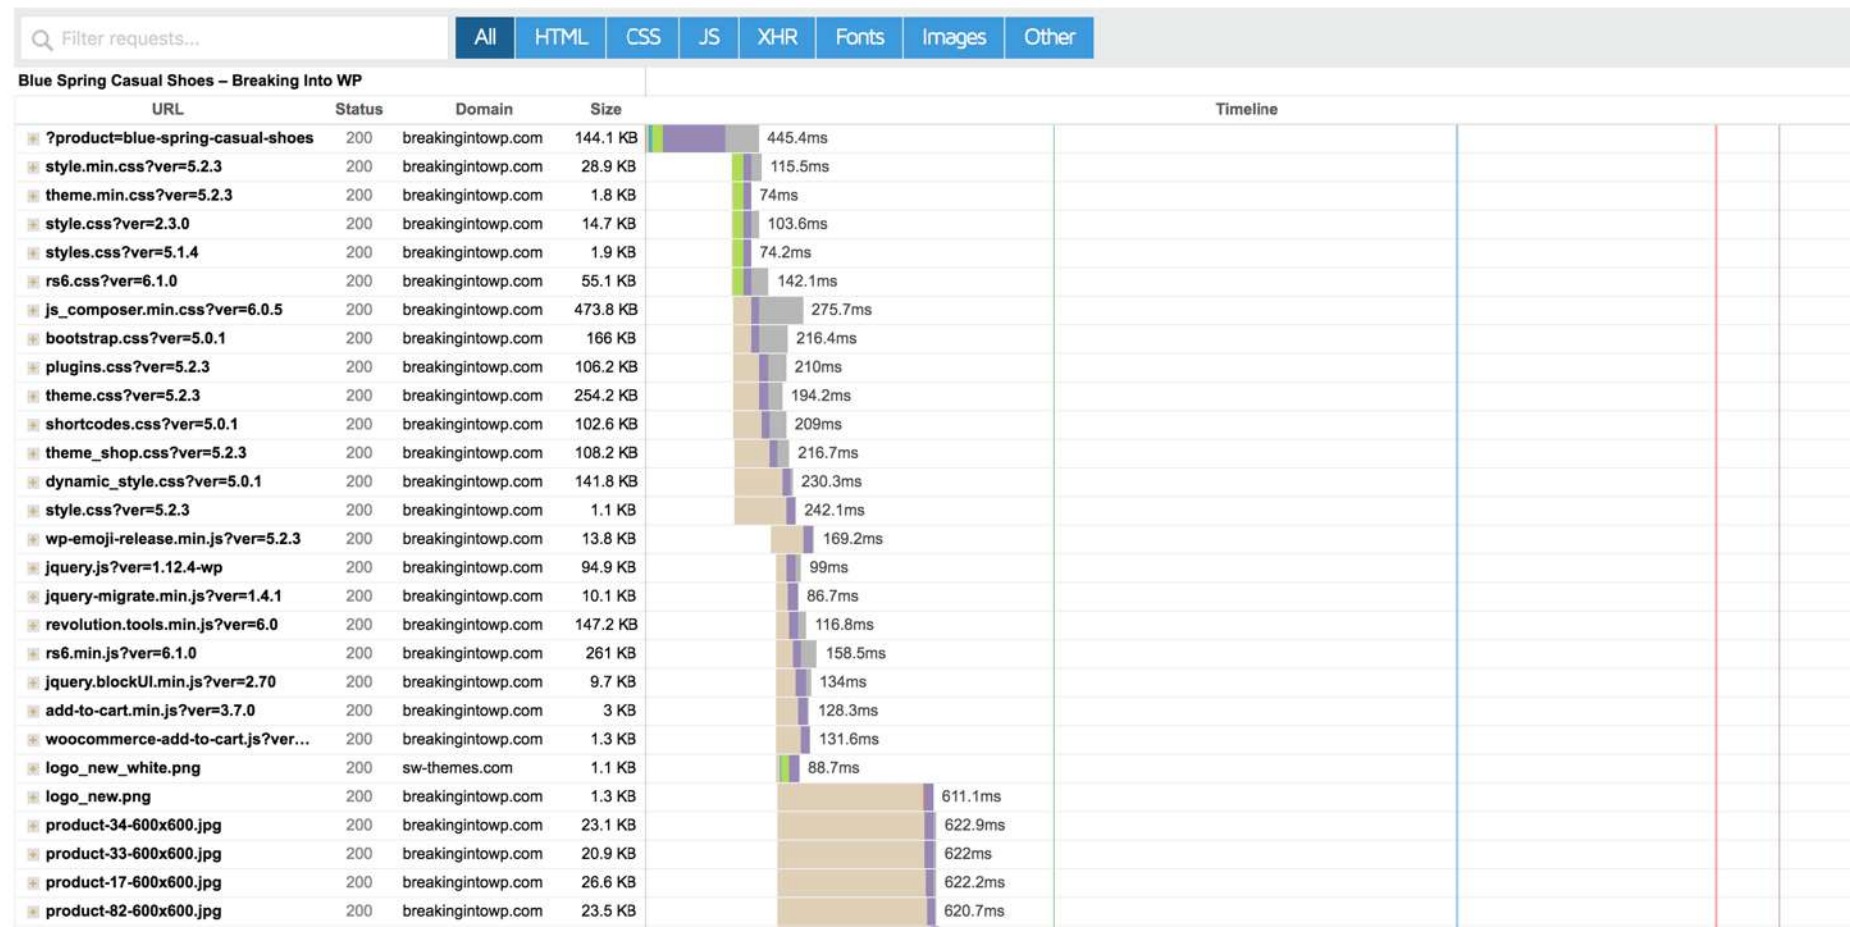 Filter requests...
All HTML CSS JS XHR Fonts Images Other
Blue Spring Casual Shoes – Breaking Into WP
URL Status Domain Size Timeline
?product=blue-spring-casual-shoes 200 breakingintowp.com 144.1 KB 445.4ms
style.min.css?ver=5.2.3 200 breakingintowp.com 28.9 KB 115.5ms
theme.min.css?ver=5.2.3 200 breakingintowp.com 1.8 KB 74ms
style.css?ver=2.3.0 200 breakingintowp.com 14.7 KB 103.6ms
styles.css?ver=5.1.4 200 breakingintowp.com 1.9 KB 74.2ms
rs6.css?ver=6.1.0 200 breakingintowp.com 55.1 KB 142.1ms
js_composer.min.css?ver=6.0.5 200 breakingintowp.com 473.8 KB 275.7ms
bootstrap.css?ver=5.0.1 200 breakingintowp.com 166 KB 216.4ms
plugins.css?ver=5.2.3 200 breakingintowp.com 106.2 KB 210ms
theme.css?ver=5.2.3 200 breakingintowp.com 254.2 KB 194.2ms
shortcodes.css?ver=5.0.1 200 breakingintowp.com 102.6 KB 209ms
theme_shop.css?ver=5.2.3 200 breakingintowp.com 108.2 KB 216.7ms
dynamic_style.css?ver=5.0.1 200 breakingintowp.com 141.8 KB 230.3ms
style.css?ver=5.2.3 200 breakingintowp.com 1.1 KB 242.1ms
wp-emoji-release.min.js?ver=5.2.3 200 breakingintowp.com 13.8 KB 169.2ms
jquery.js?ver=1.12.4-wp 200 breakingintowp.com 94.9 KB 99ms
jquery-migrate.min.js?ver=1.4.1 200 breakingintowp.com 10.1 KB 86.7ms
revolution.tools.min.js?ver=6.0 200 breakingintowp.com 147.2 KB 116.8ms
rs6.min.js?ver=6.1.0 200 breakingintowp.com 261 KB 158.5ms
jquery.blockUI.min.js?ver=2.70 200 breakingintowp.com 9.7 KB 134ms
add-to-cart.min.js?ver=3.7.0 200 breakingintowp.com 3 KB 128.3ms
woocommerce-add-to-cart.js?ver... 200 breakingintowp.com 1.3 KB 131.6ms
logo_new_white.png 200 sw-themes.com 1.1 KB 88.7ms
logo_new.png 200 breakingintowp.com 1.3 KB 611.1ms
product-34-600x600.jpg 200 breakingintowp.com 23.1 KB 622.9ms
product-33-600x600.jpg 200 breakingintowp.com 20.9 KB 622ms
product-17-600x600.jpg 200 breakingintowp.com 26.6 KB 622.2ms
product-82-600x600.jpg 200 breakingintowp.com 23.5 KB 620.7ms